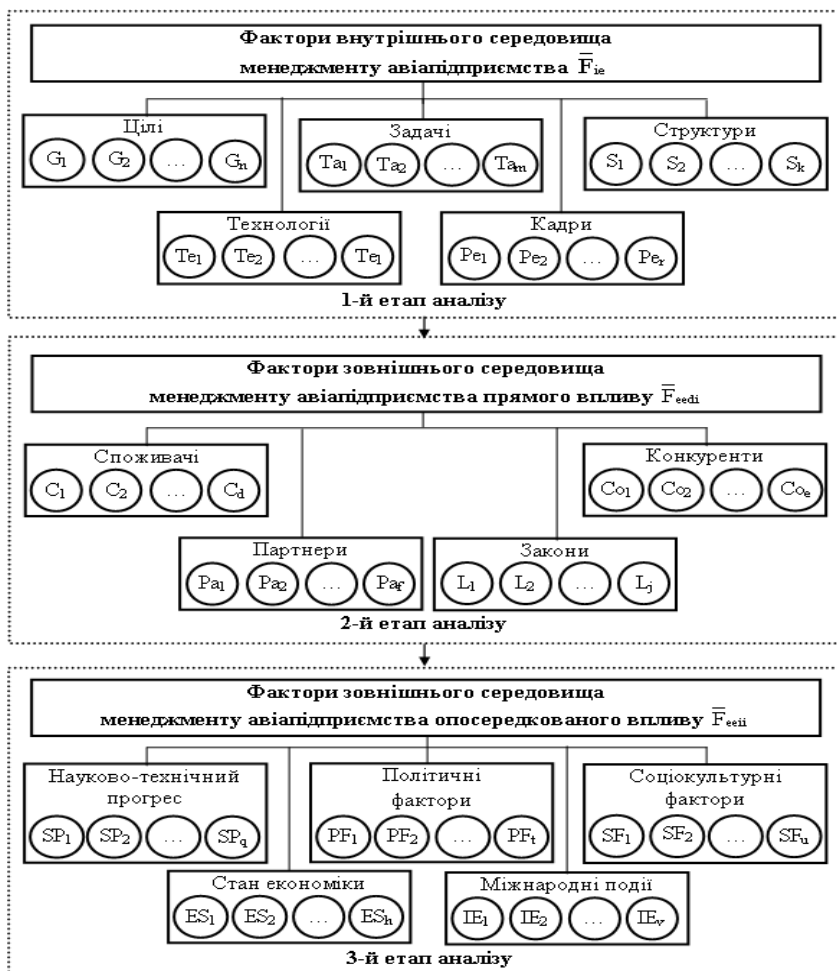 Фактори внутрішнього середовища
менеджменту авіапідприємства F̅ᵢₑ
Цілі
G₁ G₂ … Gₙ
Задачі
Ta₁ Ta₂ … Taₘ
Структури
S₁ S₂ … Sₖ
Технології
Te₁ Te₂ … Teₗ
Кадри
Pe₁ Pe₂ … Peᵣ
1-й етап аналізу
Фактори зовнішнього середовища
менеджменту авіапідприємства прямого впливу F̅eedi
Споживачі
C₁ C₂ … Cd
Конкуренти
Co₁ Co₂ … Coₑ
Партнери
Pa₁ Pa₂ … Paf
Закони
L₁ L₂ … Lⱼ
2-й етап аналізу
Фактори зовнішнього середовища
менеджменту авіапідприємства опосередкованого впливу F̅eeii
Науково-технічний
прогрес
SP₁ SP₂ … SPq
Політичні
фактори
PF₁ PF₂ … PFₜ
Соціокультурні
фактори
SF₁ SF₂ … SFᵤ
Стан економіки
ES₁ ES₂ … ESₕ
Міжнародні події
IE₁ IE₂ … IEᵥ
3-й етап аналізу